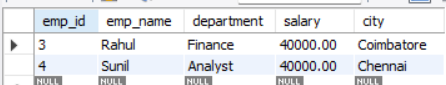 emp_id emp_name department salary city
3 Rahul Finance 40000.00 Coimbatore
4 Sunil Analyst 40000.00 Chennai
NULL NULL NULL NULL NULL